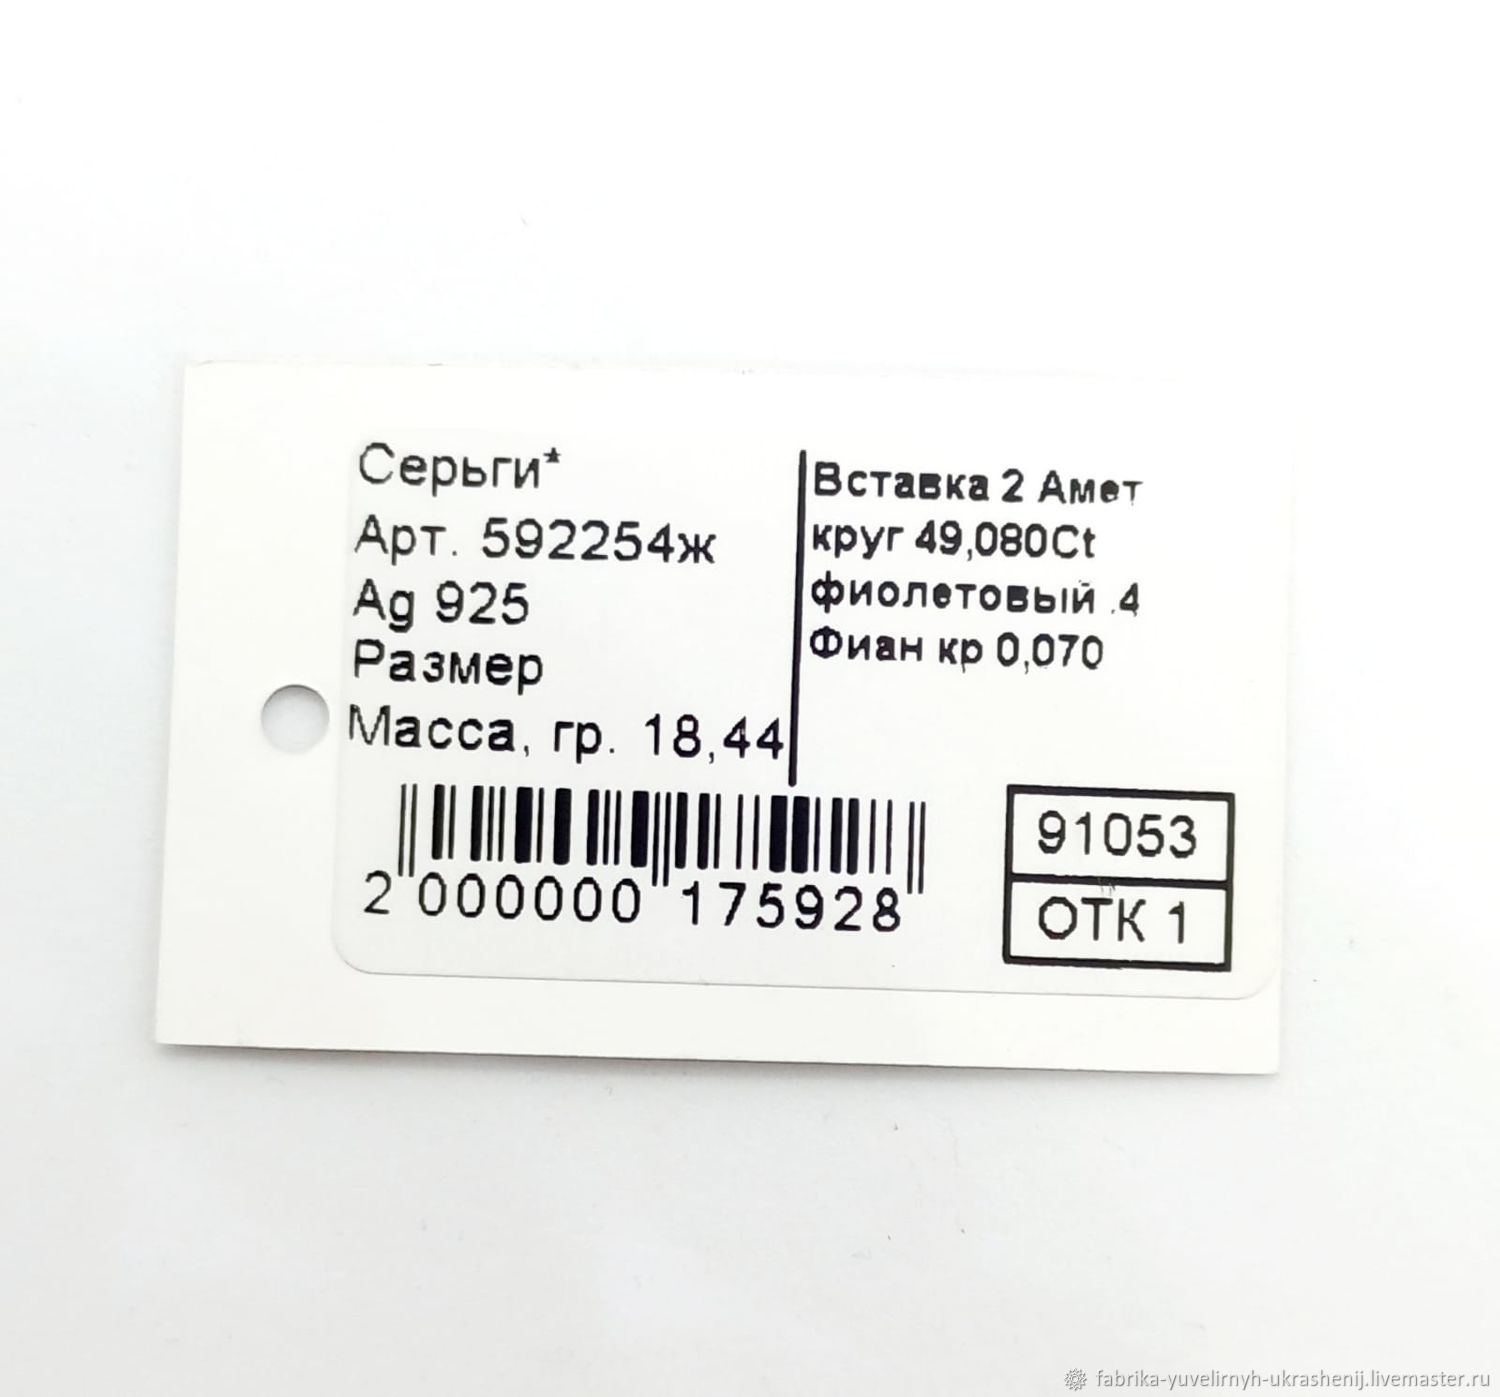 Серьги*
Арт. 592254ж
Ag 925
Размер
Масса, гр. 18,44
Вставка 2 Амет
круг 49,080Ct
фиолетовый .4
Фиан кр 0,070
2 000000 175928
91053
ОТК 1
fabrika-yuvelirnyh-ukrashenij.livemaster.ru